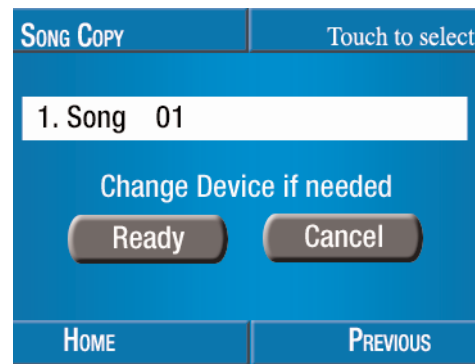 SONG COPY Touch to select
1. Song 01
Change Device if needed
Ready Cancel
HOME PREVIOUS